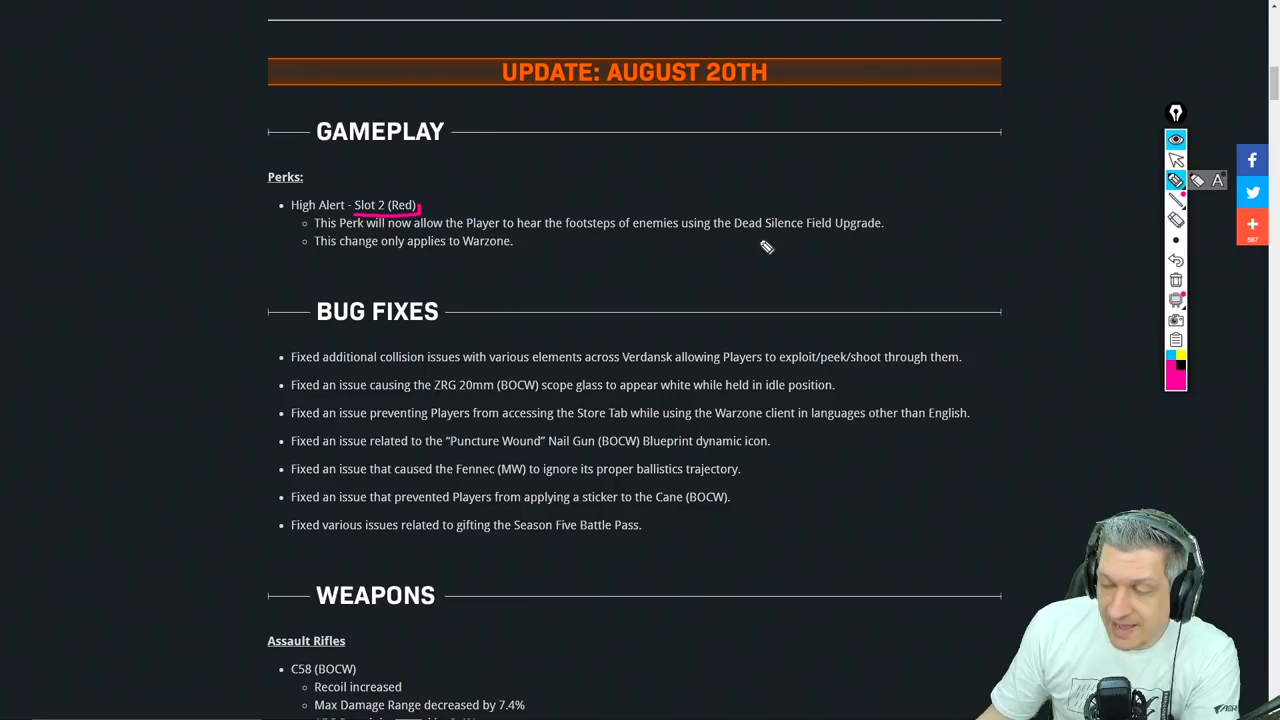 UPDATE: AUGUST 20TH
GAMEPLAY
Perks:
High Alert - Slot 2 (Red)
This Perk will now allow the Player to hear the footsteps of enemies using the Dead Silence Field Upgrade.
This change only applies to Warzone.
BUG FIXES
Fixed additional collision issues with various elements across Verdansk allowing Players to exploit/peek/shoot through them.
Fixed an issue causing the ZRG 20mm (BOCW) scope glass to appear white while held in idle position.
Fixed an issue preventing Players from accessing the Store Tab while using the Warzone client in languages other than English.
Fixed an issue related to the “Puncture Wound” Nail Gun (BOCW) Blueprint dynamic icon.
Fixed an issue that caused the Fennec (MW) to ignore its proper ballistics trajectory.
Fixed an issue that prevented Players from applying a sticker to the Cane (BOCW).
Fixed various issues related to gifting the Season Five Battle Pass.
WEAPONS
Assault Rifles
C58 (BOCW)
Recoil increased
Max Damage Range decreased by 7.4%
A
567